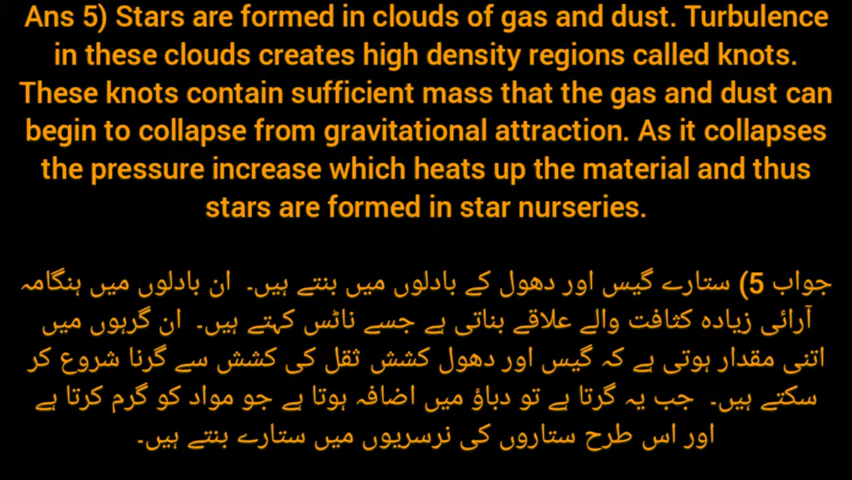 Ans 5) Stars are formed in clouds of gas and dust. Turbulence
in these clouds creates high density regions called knots.
These knots contain sufficient mass that the gas and dust can
begin to collapse from gravitational attraction. As it collapses
the pressure increase which heats up the material and thus
stars are formed in star nurseries.
جواب 5) ستارے گیس اور دھول کے بادلوں میں بنتے ہیں۔ ان بادلوں میں ہنگامہ
آرائی زیادہ کثافت والے علاقے بناتی ہے جسے ناٹس کہتے ہیں۔ ان گرہوں میں
اتنی مقدار ہوتی ہے کہ گیس اور دھول کشش ثقل کی کشش سے گرنا شروع کر
سکتے ہیں۔ جب یہ گرتا ہے تو دباؤ میں اضافہ ہوتا ہے جو مواد کو گرم کرتا ہے
اور اس طرح ستاروں کی نرسریوں میں ستارے بنتے ہیں۔